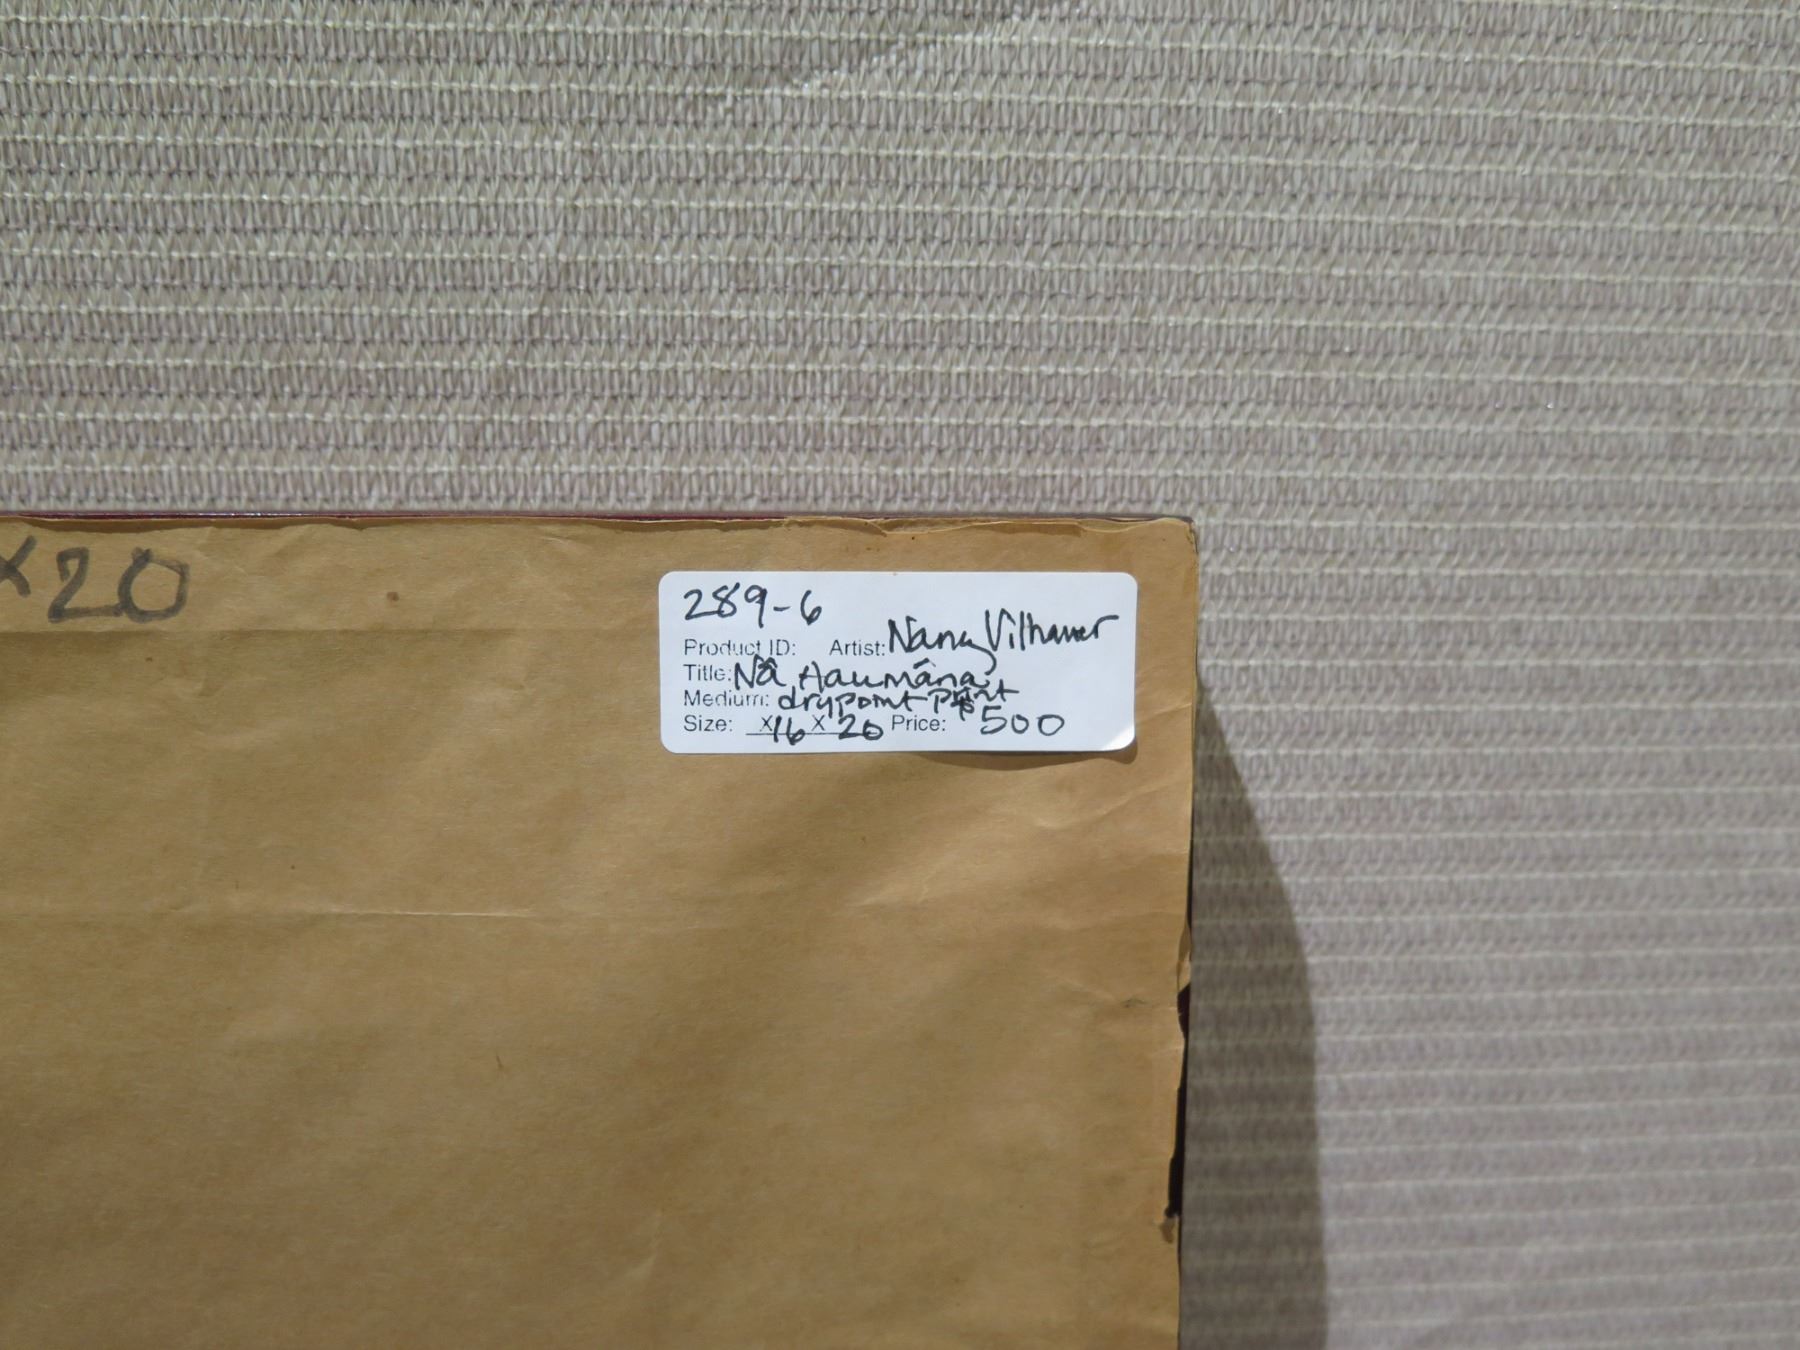 x20
289-6
Product ID: Artist: Nancy Vilhauer
Title: Nā Haumāna
Medium: drypoint print
Size: x16 x 20 Price: $500